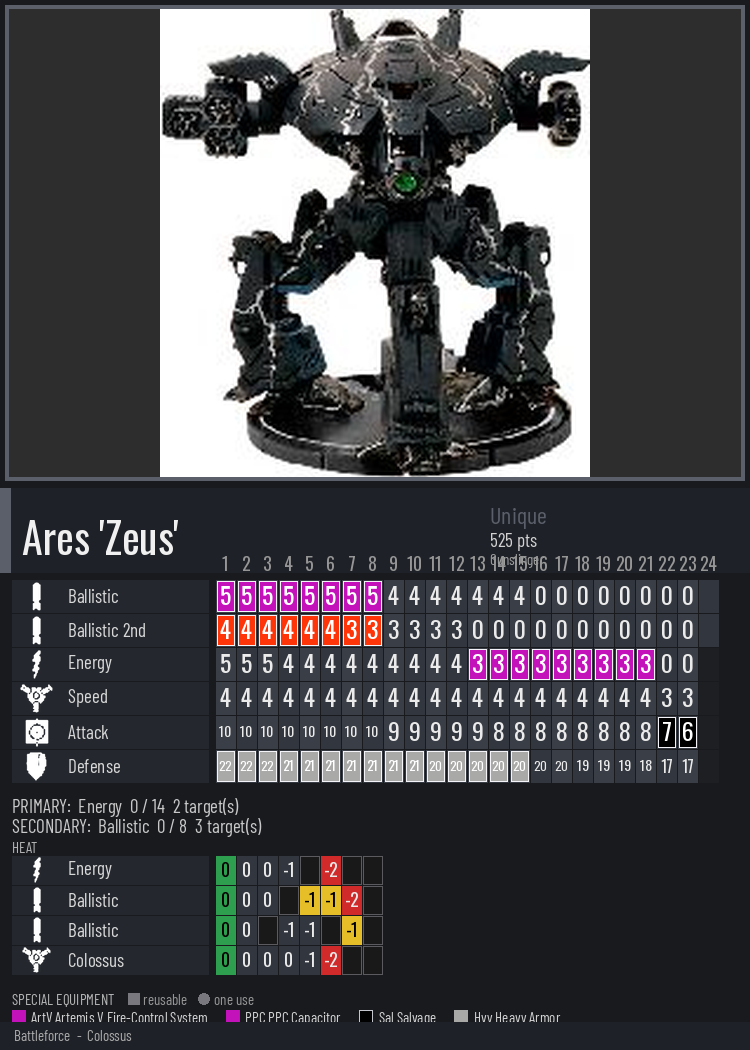 Ares 'Zeus'
Unique
525 pts
Gunslinger
1 2 3 4 5 6 7 8 9 10 11 12 13 14 15 16 17 18 19 20 21 22 23 24
Ballistic 5 5 5 5 5 5 5 5 4 4 4 4 4 4 4 0 0 0 0 0 0 0 0
Ballistic 2nd 4 4 4 4 4 4 3 3 3 3 3 3 0 0 0 0 0 0 0 0 0 0 0
Energy 5 5 5 4 4 4 4 4 4 4 4 4 3 3 3 3 3 3 3 3 3 0 0
Speed 4 4 4 4 4 4 4 4 4 4 4 4 4 4 4 4 4 4 4 4 4 3 3
Attack 10 10 10 10 10 10 10 10 9 9 9 9 9 8 8 8 8 8 8 8 8 7 6
Defense 22 22 22 21 21 21 21 21 21 21 20 20 20 20 20 20 20 19 19 19 18 17 17
PRIMARY: Energy 0 / 14 2 target(s)
SECONDARY: Ballistic 0 / 8 3 target(s)
HEAT
Energy 0 0 0 -1 -2
Ballistic 0 0 0 -1 -1 -2
Ballistic 0 0 -1 -1 -1
Colossus 0 0 0 0 -1 -2
SPECIAL EQUIPMENT reusable one use
ArtV Artemis V Fire-Control System PPC PPC Capacitor Sal Salvage Hvy Heavy Armor
Battleforce - Colossus